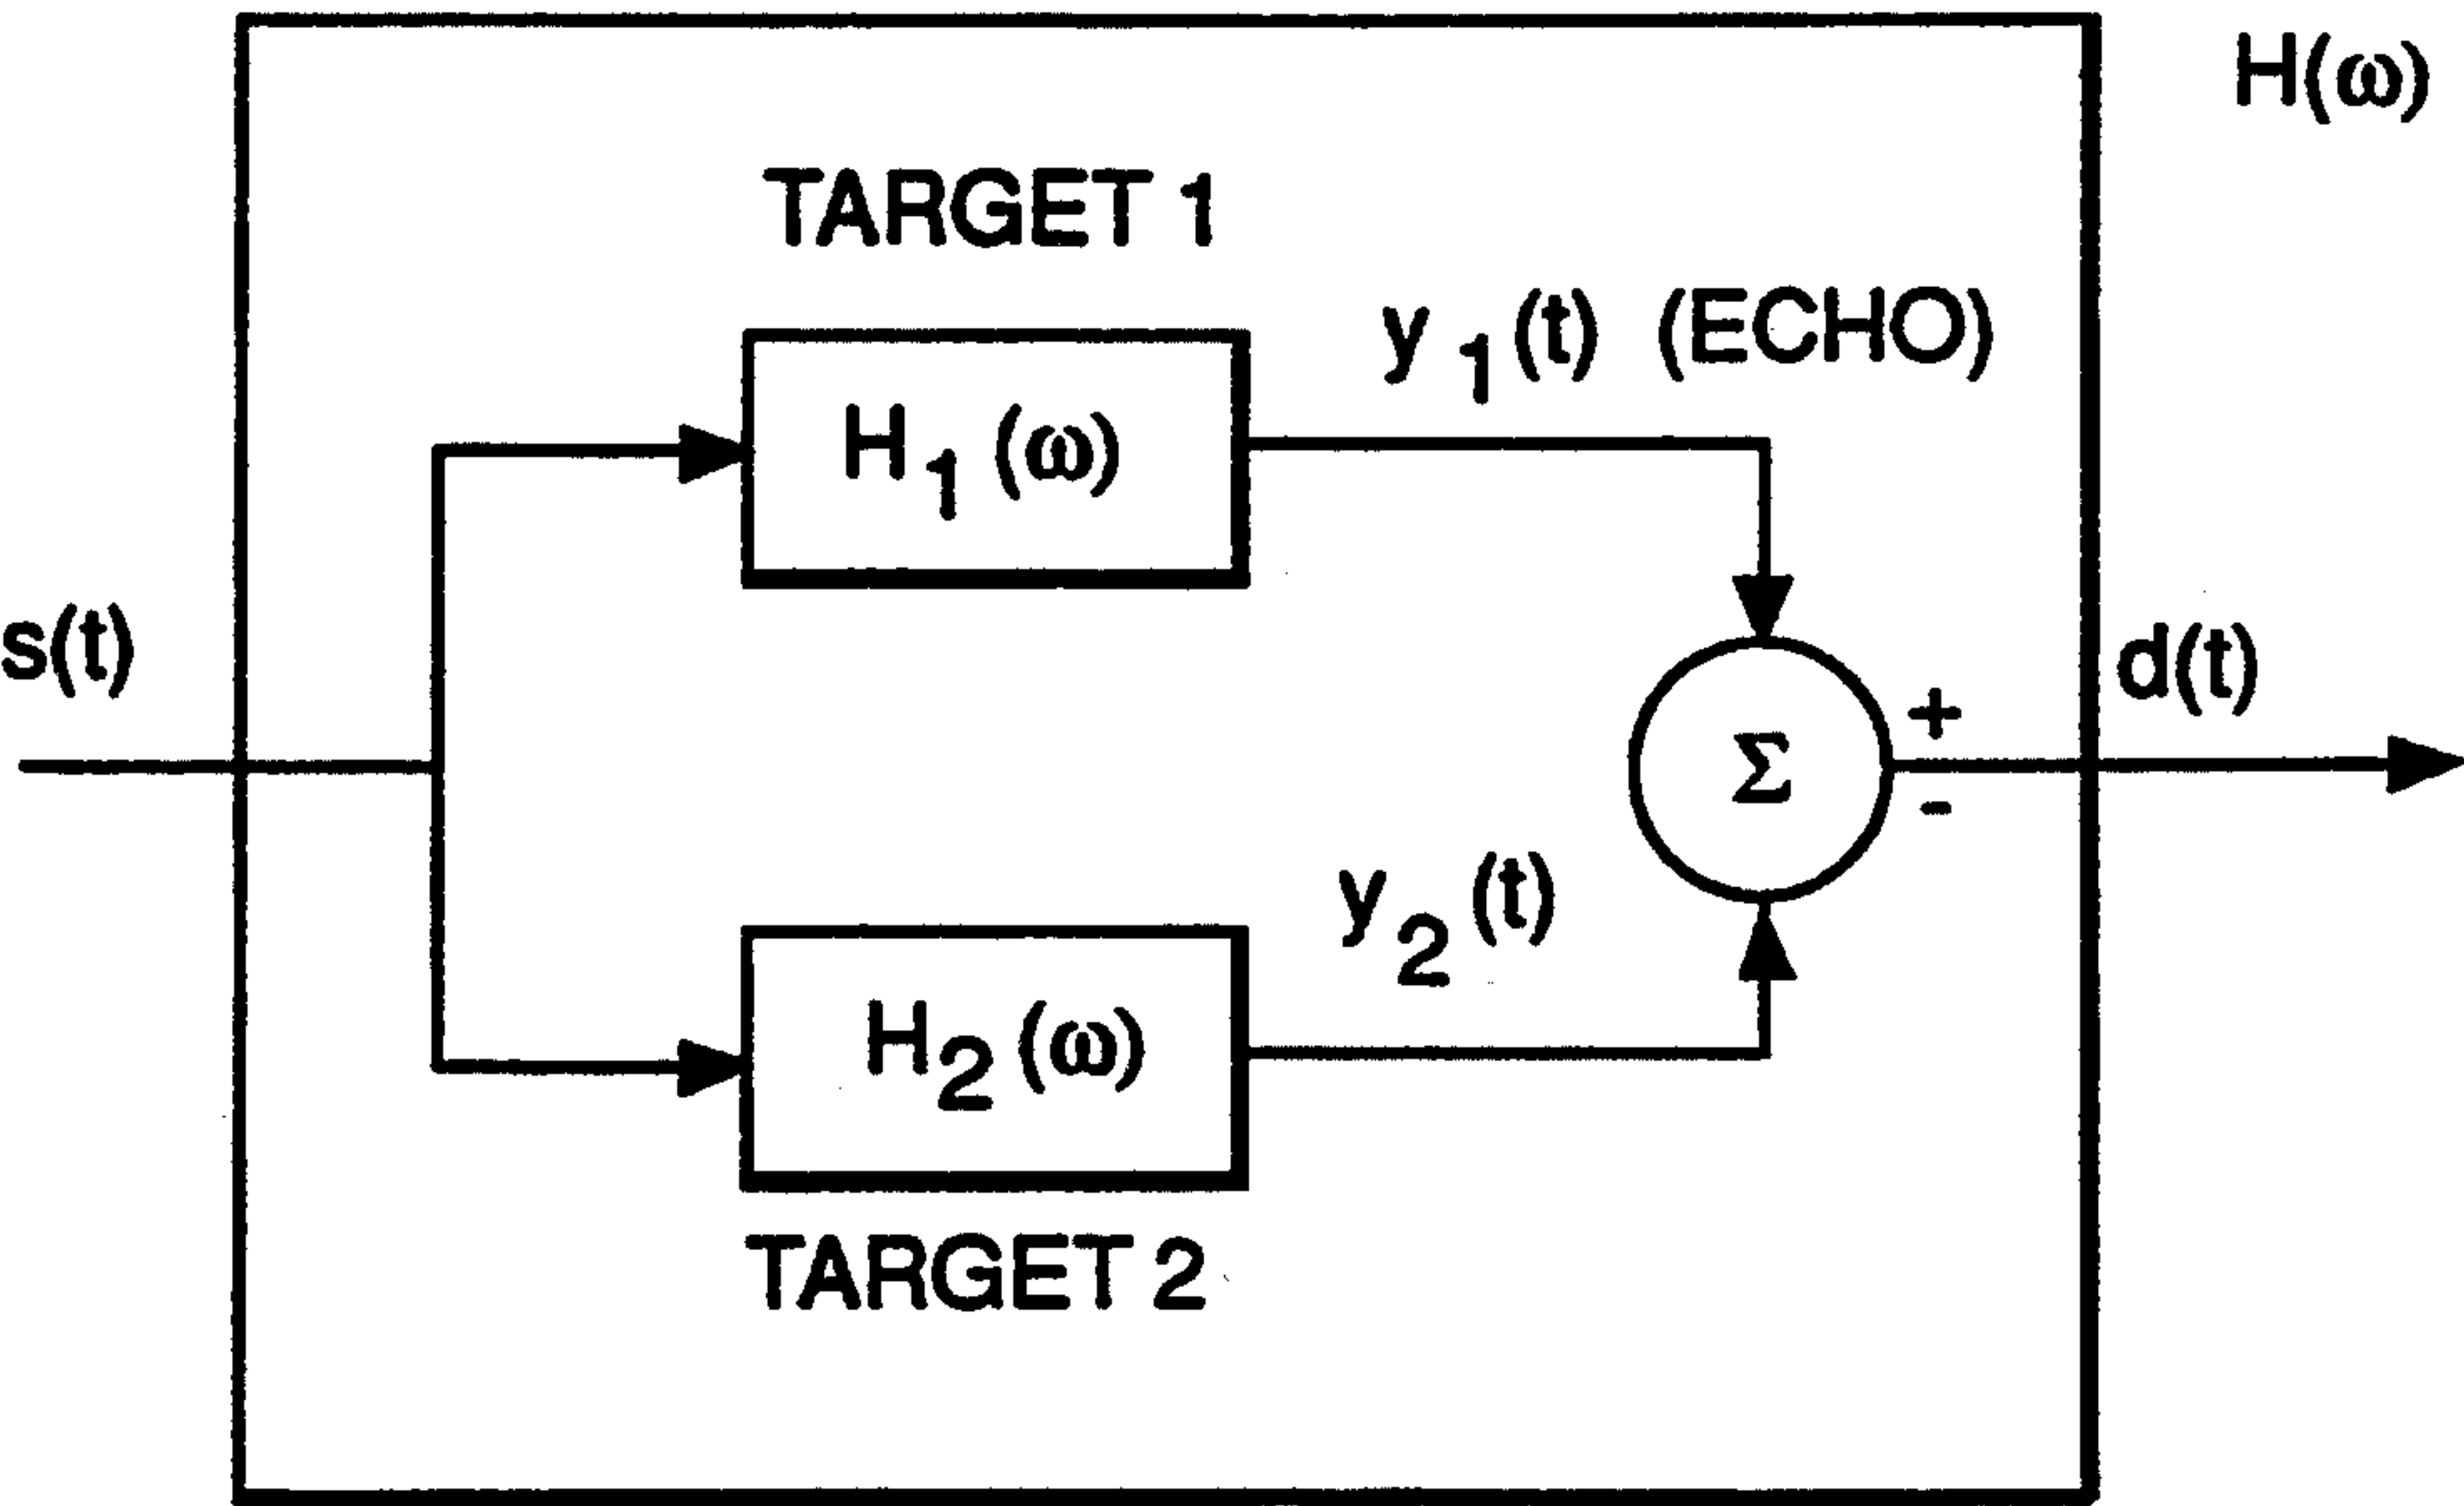 H(ω)
TARGET 1
y1(t) (ECHO)
H1(ω)
s(t)
d(t)
+
Σ
-
y2(t)
H2(ω)
TARGET 2